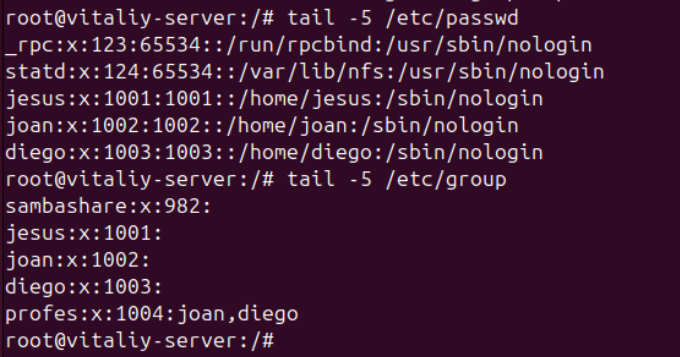 root@vitaliy-server:/# tail -5 /etc/passwd
_rpc:x:123:65534::/run/rpcbind:/usr/sbin/nologin
statd:x:124:65534::/var/lib/nfs:/usr/sbin/nologin
jesus:x:1001:1001::/home/jesus:/sbin/nologin
joan:x:1002:1002::/home/joan:/sbin/nologin
diego:x:1003:1003::/home/diego:/sbin/nologin
root@vitaliy-server:/# tail -5 /etc/group
sambashare:x:982:
jesus:x:1001:
joan:x:1002:
diego:x:1003:
profes:x:1004:joan,diego
root@vitaliy-server:/#